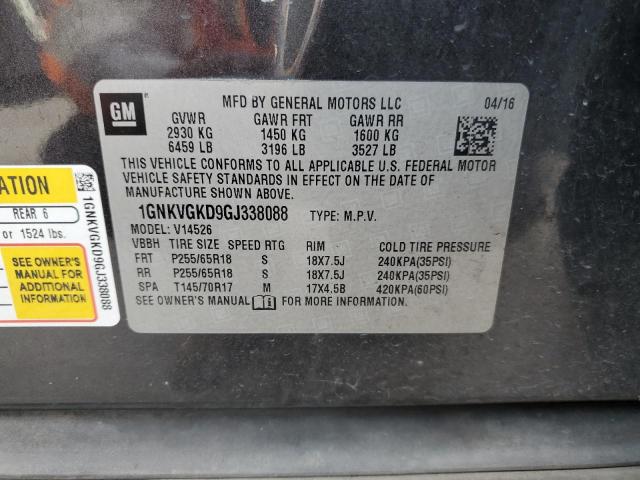 GM
MFD BY GENERAL MOTORS LLC 04/16
GVWR GAWR FRT GAWR RR
2930 KG 1450 KG 1600 KG
6459 LB 3196 LB 3527 LB
THIS VEHICLE CONFORMS TO ALL APPLICABLE U.S. FEDERAL MOTOR
VEHICLE SAFETY STANDARDS IN EFFECT ON THE DATE OF
MANUFACTURE SHOWN ABOVE.
1GNKVGKD9GJ338088 TYPE: M.P.V.
MODEL: V14526
VBBH TIRE SIZE SPEED RTG RIM COLD TIRE PRESSURE
FRT P255/65R18 S 18X7.5J 240KPA(35PSI)
RR P255/65R18 S 18X7.5J 240KPA(35PSI)
SPA T145/70R17 M 17X4.5B 420KPA(60PSI)
SEE OWNER'S MANUAL FOR MORE INFORMATION.
REAR 6
or 1524 lbs.
SEE OWNER'S
MANUAL FOR
ADDITIONAL
INFORMATION
1GNKVGKD9GJ338088